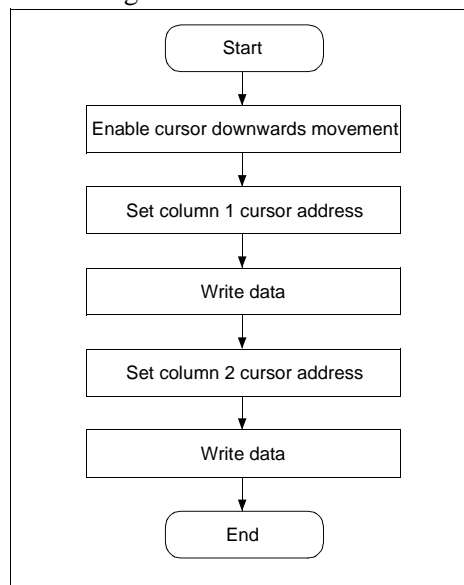 Start
Enable cursor downwards movement
Set column 1 cursor address
Write data
Set column 2 cursor address
Write data
End